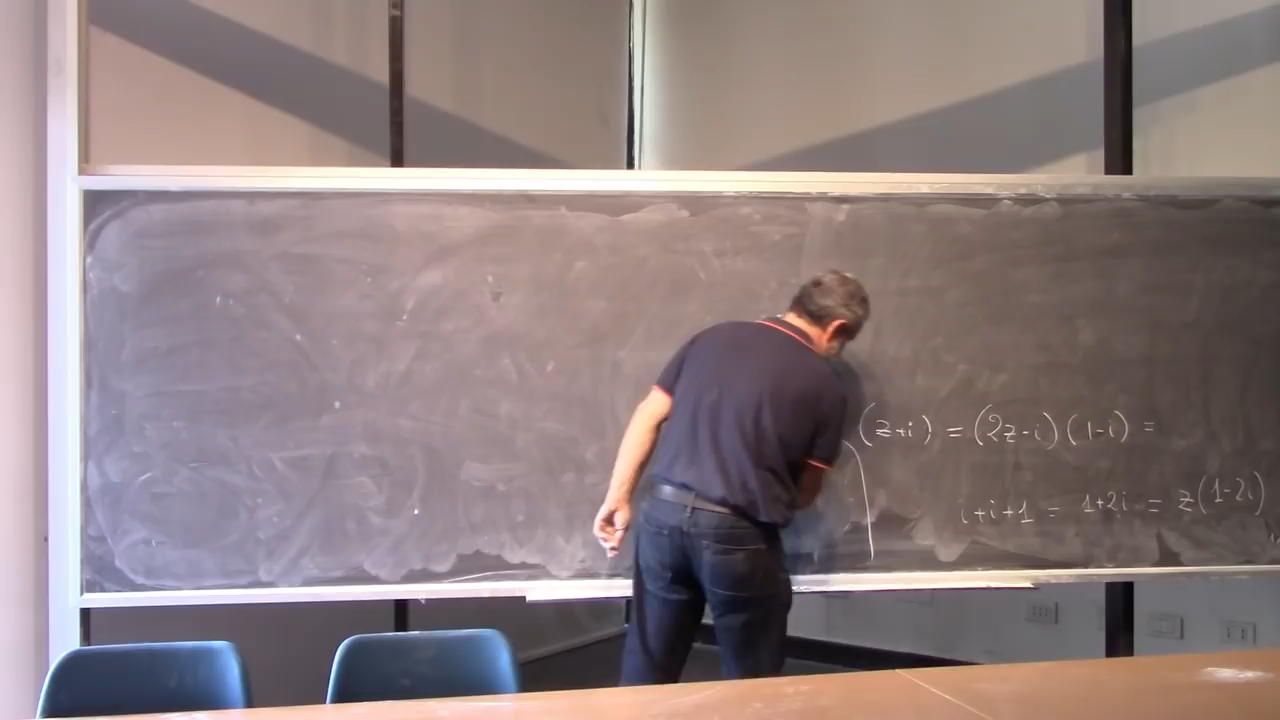 (z+i) = (2z-i)(1-i) =
i+i+1 = 1+2i = z(1-2i)